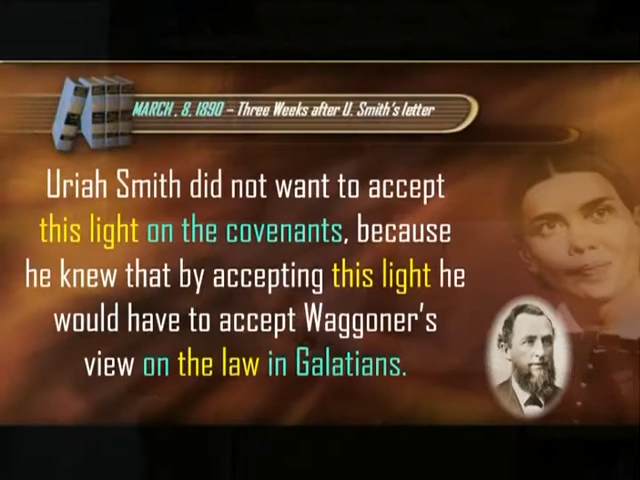 MARCH , 8, 1890 – Three Weeks after U. Smith's letter
Uriah Smith did not want to accept
this light on the covenants, because
he knew that by accepting this light he
would have to accept Waggoner's
view on the law in Galatians.